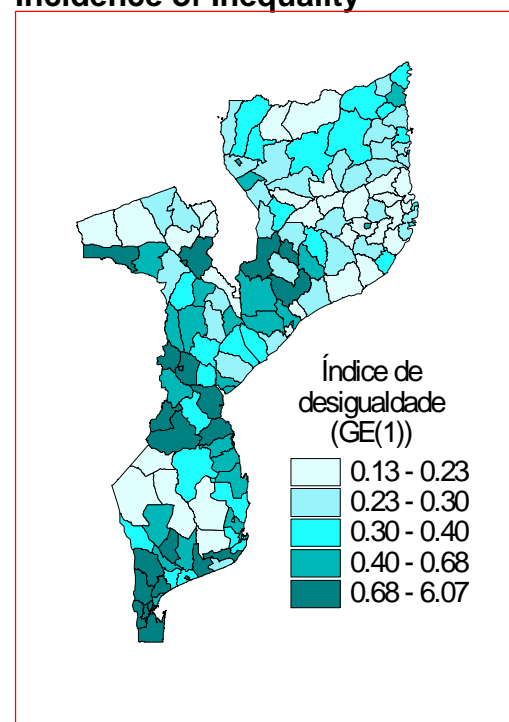 Incidence of Inequality
Índice de
desigualdade
(GE(1))
0.13 - 0.23
0.23 - 0.30
0.30 - 0.40
0.40 - 0.68
0.68 - 6.07